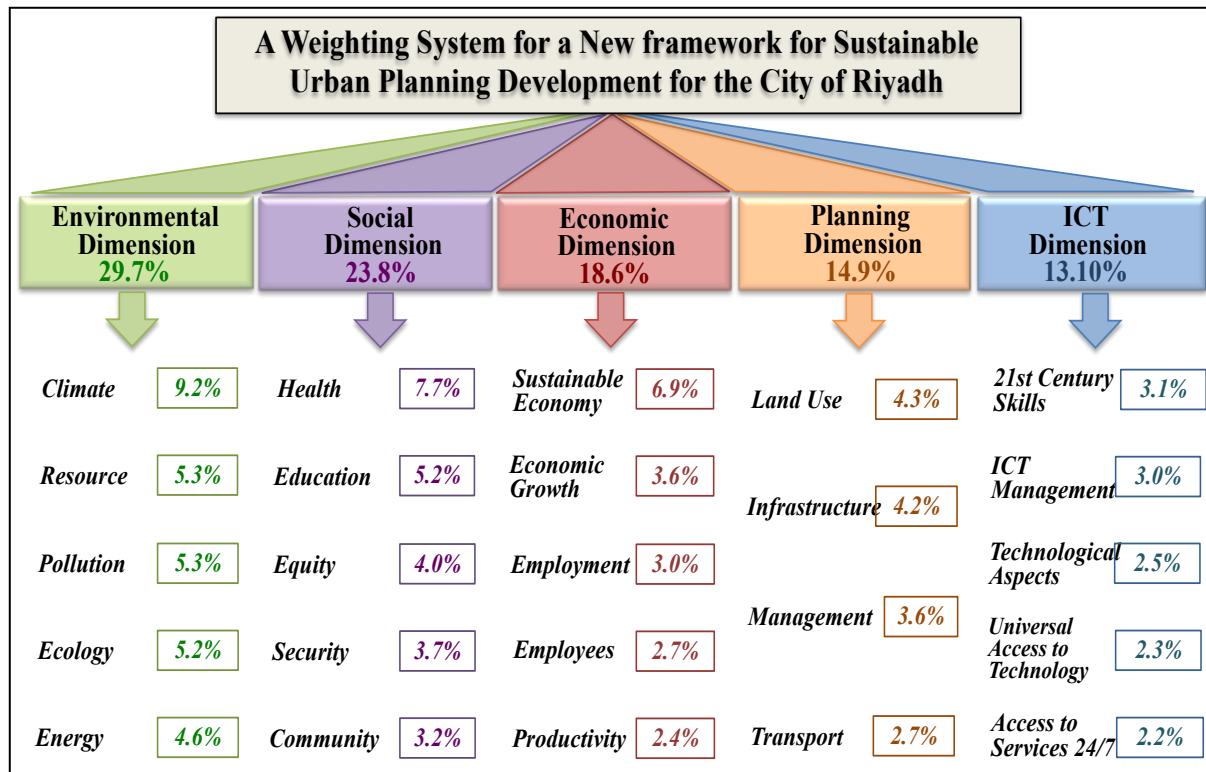 A Weighting System for a New framework for Sustainable
Urban Planning Development for the City of Riyadh
Environmental
Dimension
29.7%
Social
Dimension
23.8%
Economic
Dimension
18.6%
Planning
Dimension
14.9%
ICT
Dimension
13.10%
Climate 9.2%
Resource 5.3%
Pollution 5.3%
Ecology 5.2%
Energy 4.6%
Health 7.7%
Education 5.2%
Equity 4.0%
Security 3.7%
Community 3.2%
Sustainable
Economy 6.9%
Economic
Growth 3.6%
Employment 3.0%
Employees 2.7%
Productivity 2.4%
Land Use 4.3%
Infrastructure 4.2%
Management 3.6%
Transport 2.7%
21st Century
Skills 3.1%
ICT
Management 3.0%
Technological
Aspects 2.5%
Universal
Access to
Technology 2.3%
Access to
Services 24/7 2.2%